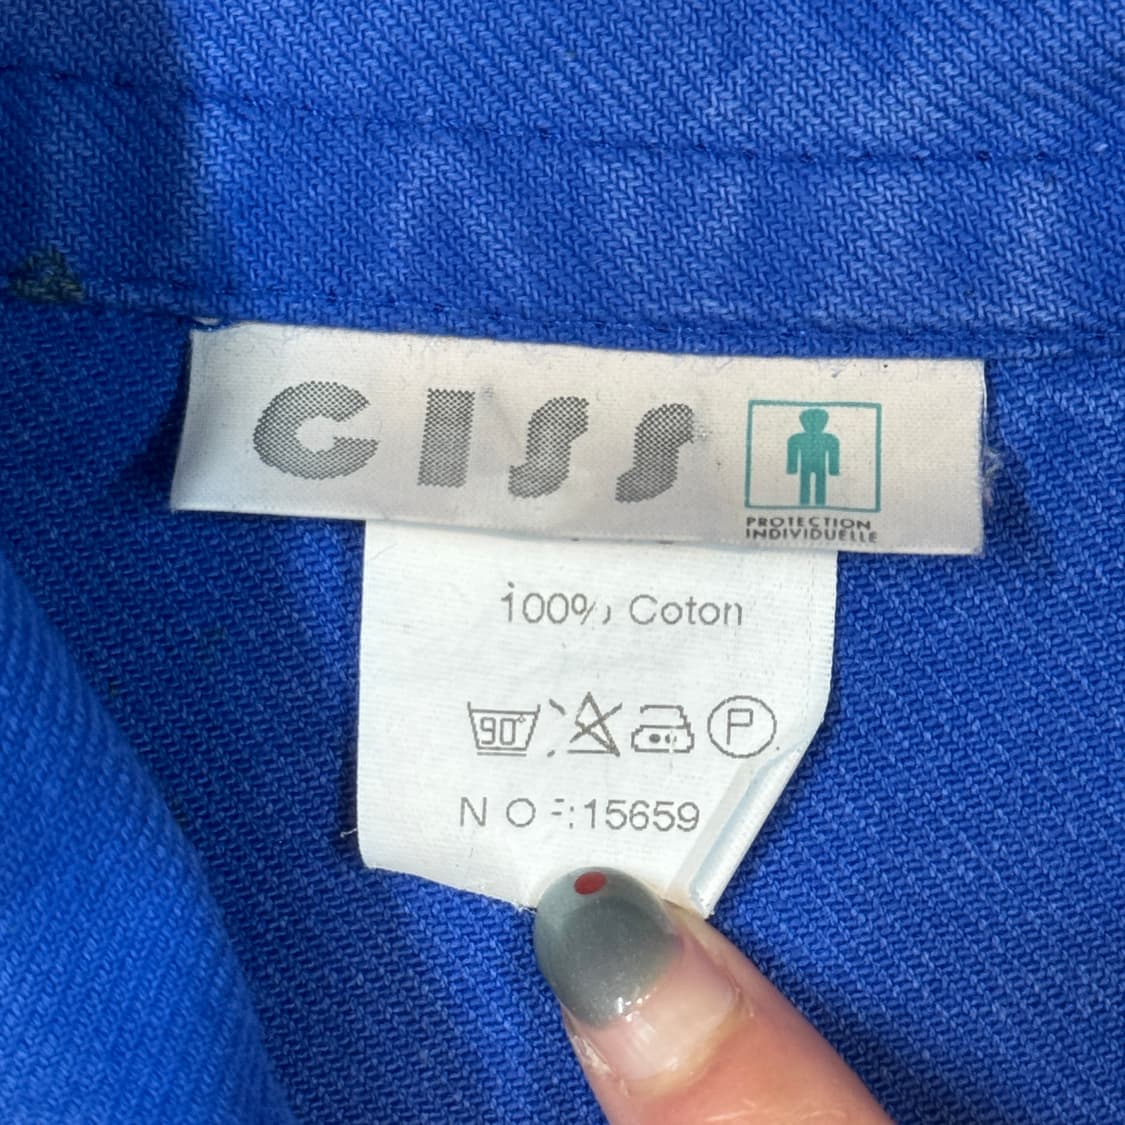 GISS
PROTECTION
INDIVIDUELLE
100% Coton
90° P
N O :15659